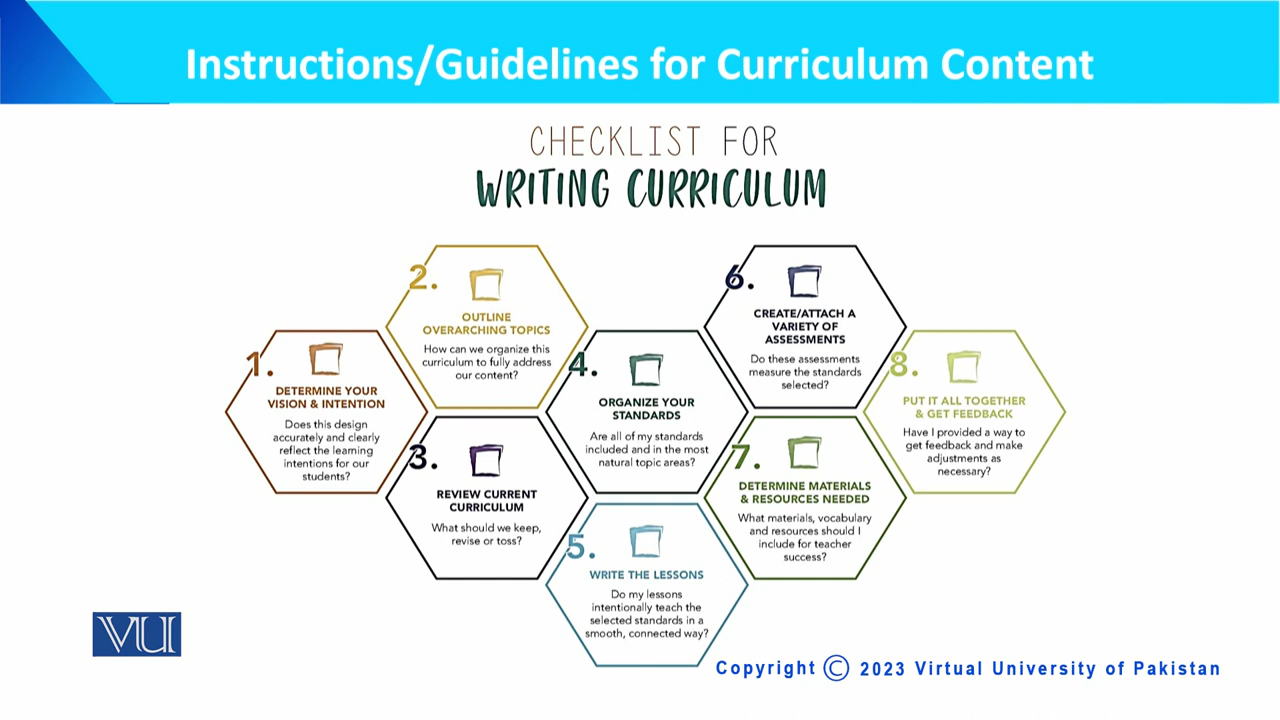 Instructions/Guidelines for Curriculum Content
CHECKLIST FOR
WRITING CURRICULUM
1.
DETERMINE YOUR
VISION & INTENTION
Does this design
accurately and clearly
reflect the learning
intentions for our
students?
2.
OUTLINE
OVERARCHING TOPICS
How can we organize this
curriculum to fully address
our content?
3.
REVIEW CURRENT
CURRICULUM
What should we keep,
revise or toss?
4.
ORGANIZE YOUR
STANDARDS
Are all of my standards
included and in the most
natural topic areas?
5.
WRITE THE LESSONS
Do my lessons
intentionally teach the
selected standards in a
smooth, connected way?
6.
CREATE/ATTACH A
VARIETY OF
ASSESSMENTS
Do these assessments
measure the standards
selected?
7.
DETERMINE MATERIALS
& RESOURCES NEEDED
What materials, vocabulary
and resources should I
include for teacher
success?
8.
PUT IT ALL TOGETHER
& GET FEEDBACK
Have I provided a way to
get feedback and make
adjustments as
necessary?
VU
Copyright © 2023 Virtual University of Pakistan